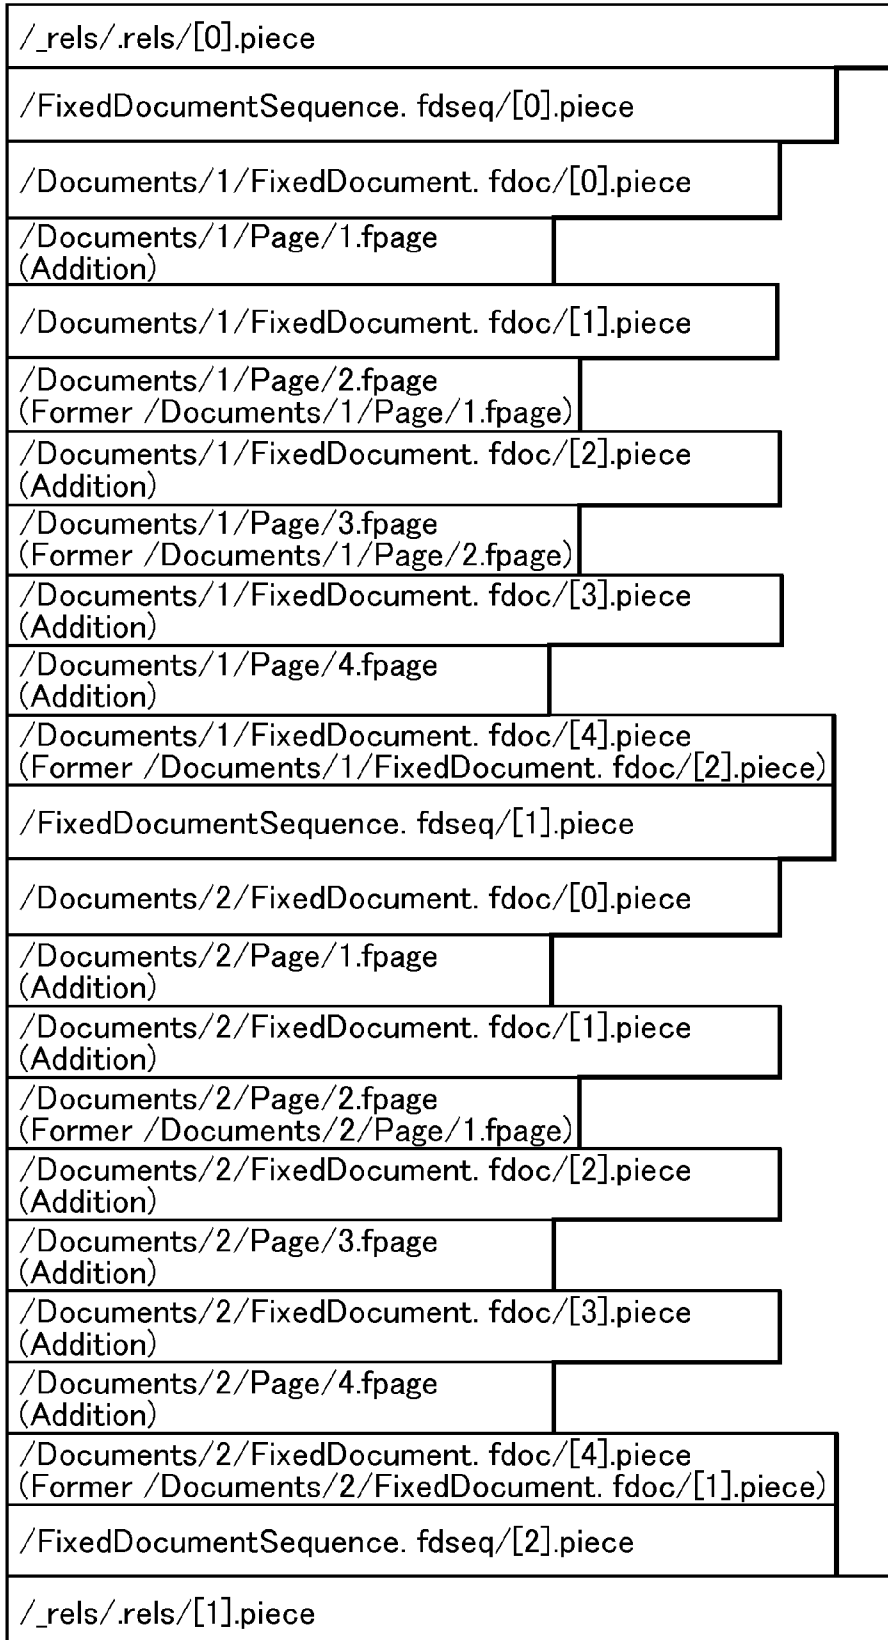 /_rels/.rels/[0].piece
/FixedDocumentSequence. fdseq/[0].piece
/Documents/1/FixedDocument. fdoc/[0].piece
/Documents/1/Page/1.fpage
(Addition)
/Documents/1/FixedDocument. fdoc/[1].piece
/Documents/1/Page/2.fpage
(Former /Documents/1/Page/1.fpage)
/Documents/1/FixedDocument. fdoc/[2].piece
(Addition)
/Documents/1/Page/3.fpage
(Former /Documents/1/Page/2.fpage)
/Documents/1/FixedDocument. fdoc/[3].piece
(Addition)
/Documents/1/Page/4.fpage
(Addition)
/Documents/1/FixedDocument. fdoc/[4].piece
(Former /Documents/1/FixedDocument. fdoc/[2].piece)
/FixedDocumentSequence. fdseq/[1].piece
/Documents/2/FixedDocument. fdoc/[0].piece
/Documents/2/Page/1.fpage
(Addition)
/Documents/2/FixedDocument. fdoc/[1].piece
(Addition)
/Documents/2/Page/2.fpage
(Former /Documents/2/Page/1.fpage)
/Documents/2/FixedDocument. fdoc/[2].piece
(Addition)
/Documents/2/Page/3.fpage
(Addition)
/Documents/2/FixedDocument. fdoc/[3].piece
(Addition)
/Documents/2/Page/4.fpage
(Addition)
/Documents/2/FixedDocument. fdoc/[4].piece
(Former /Documents/2/FixedDocument. fdoc/[1].piece)
/FixedDocumentSequence. fdseq/[2].piece
/_rels/.rels/[1].piece